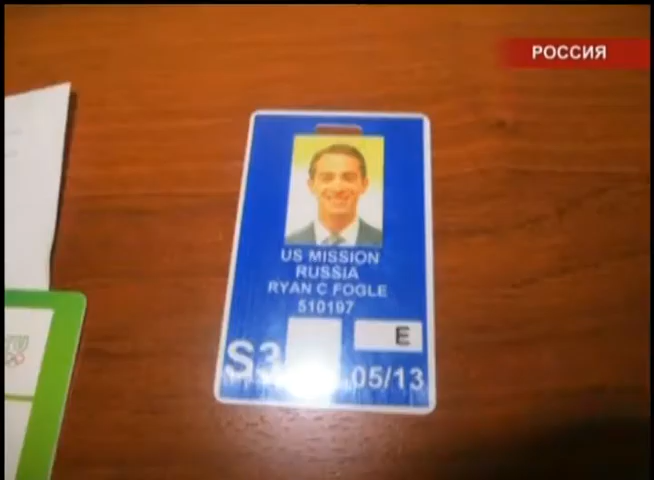 РОССИЯ
US MISSION
RUSSIA
RYAN C FOGLE
510197
E
S3
05/13